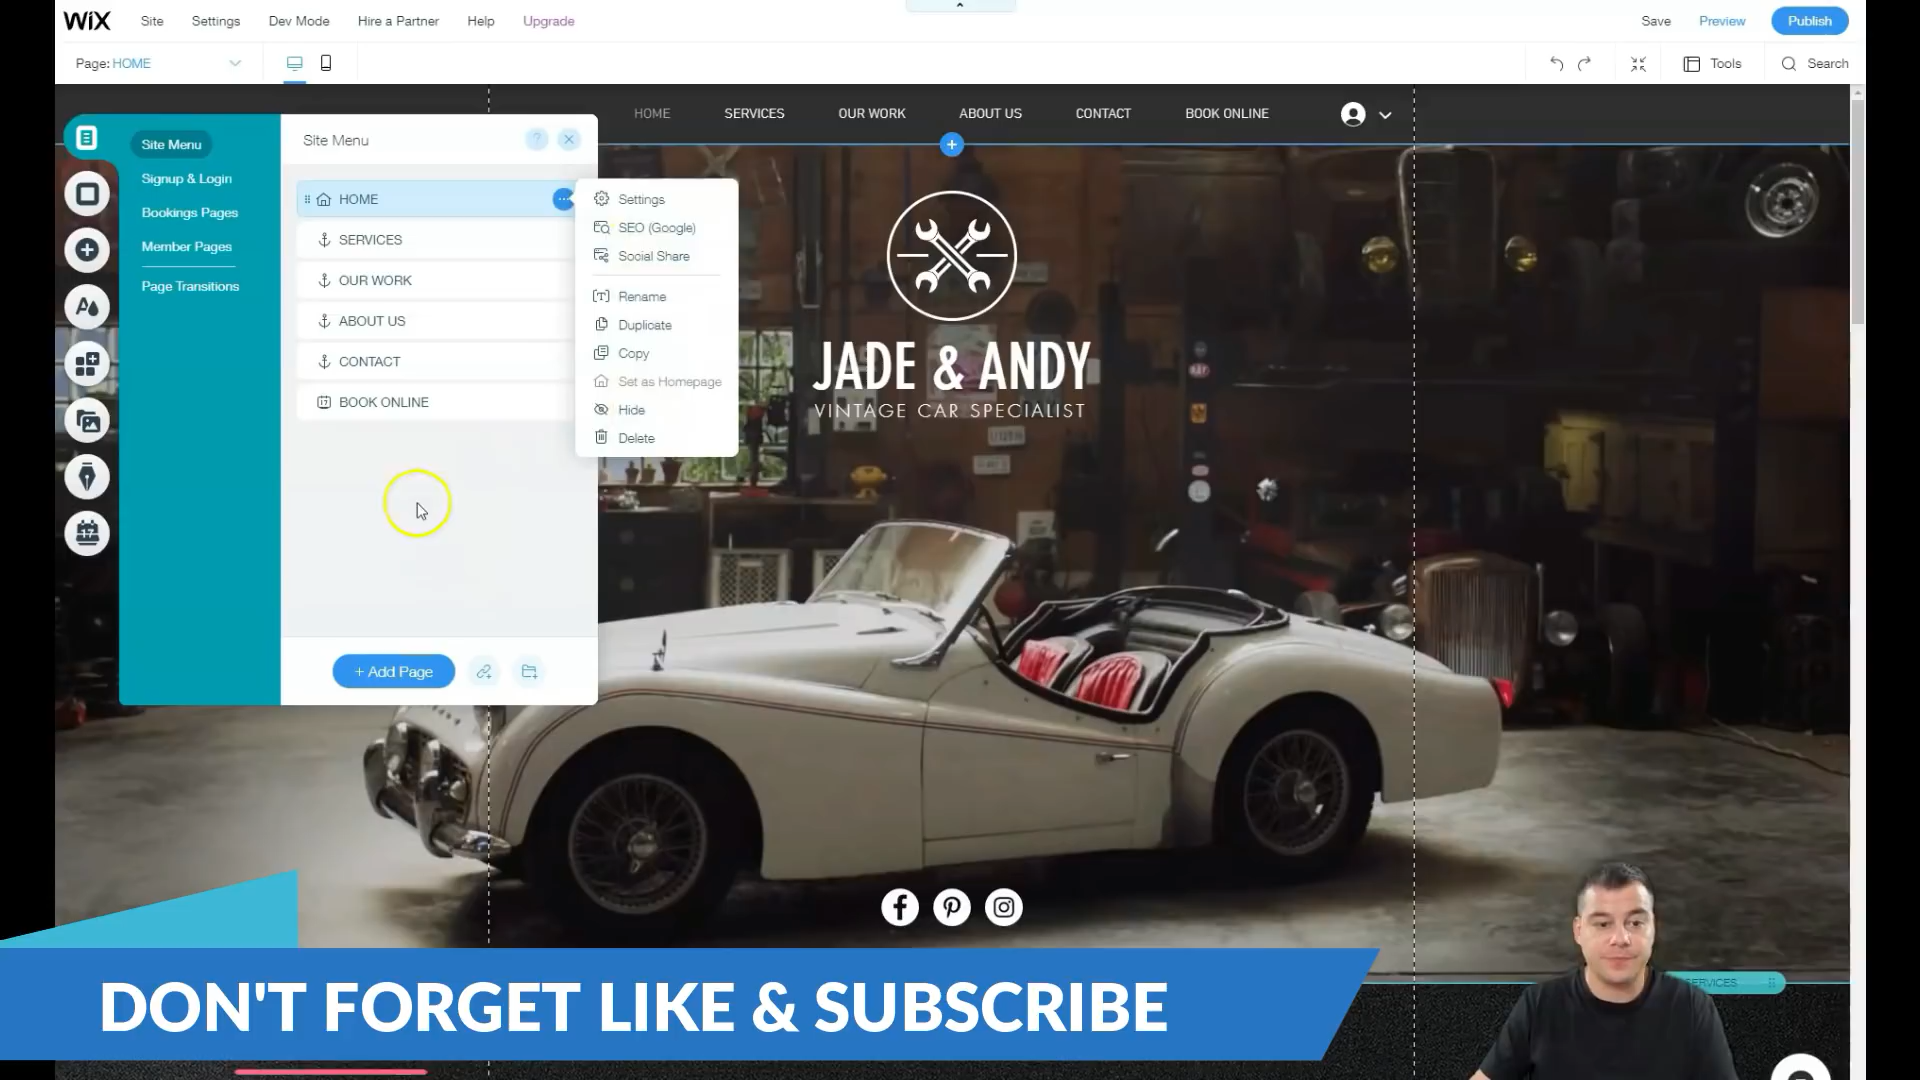 WiX Site Settings Dev Mode Hire a Partner Help Upgrade Save Preview Publish
Page: HOME Tools Search
HOME SERVICES OUR WORK ABOUT US CONTACT BOOK ONLINE
Site Menu
Signup & Login
Bookings Pages
Member Pages
Page Transitions
Site Menu ?
HOME
SERVICES
OUR WORK
ABOUT US
CONTACT
BOOK ONLINE
+ Add Page
Settings
SEO (Google)
Social Share
Rename
Duplicate
Copy
Set as Homepage
Hide
Delete
JADE & ANDY
VINTAGE CAR SPECIALIST
SERVICES
DON'T FORGET LIKE & SUBSCRIBE